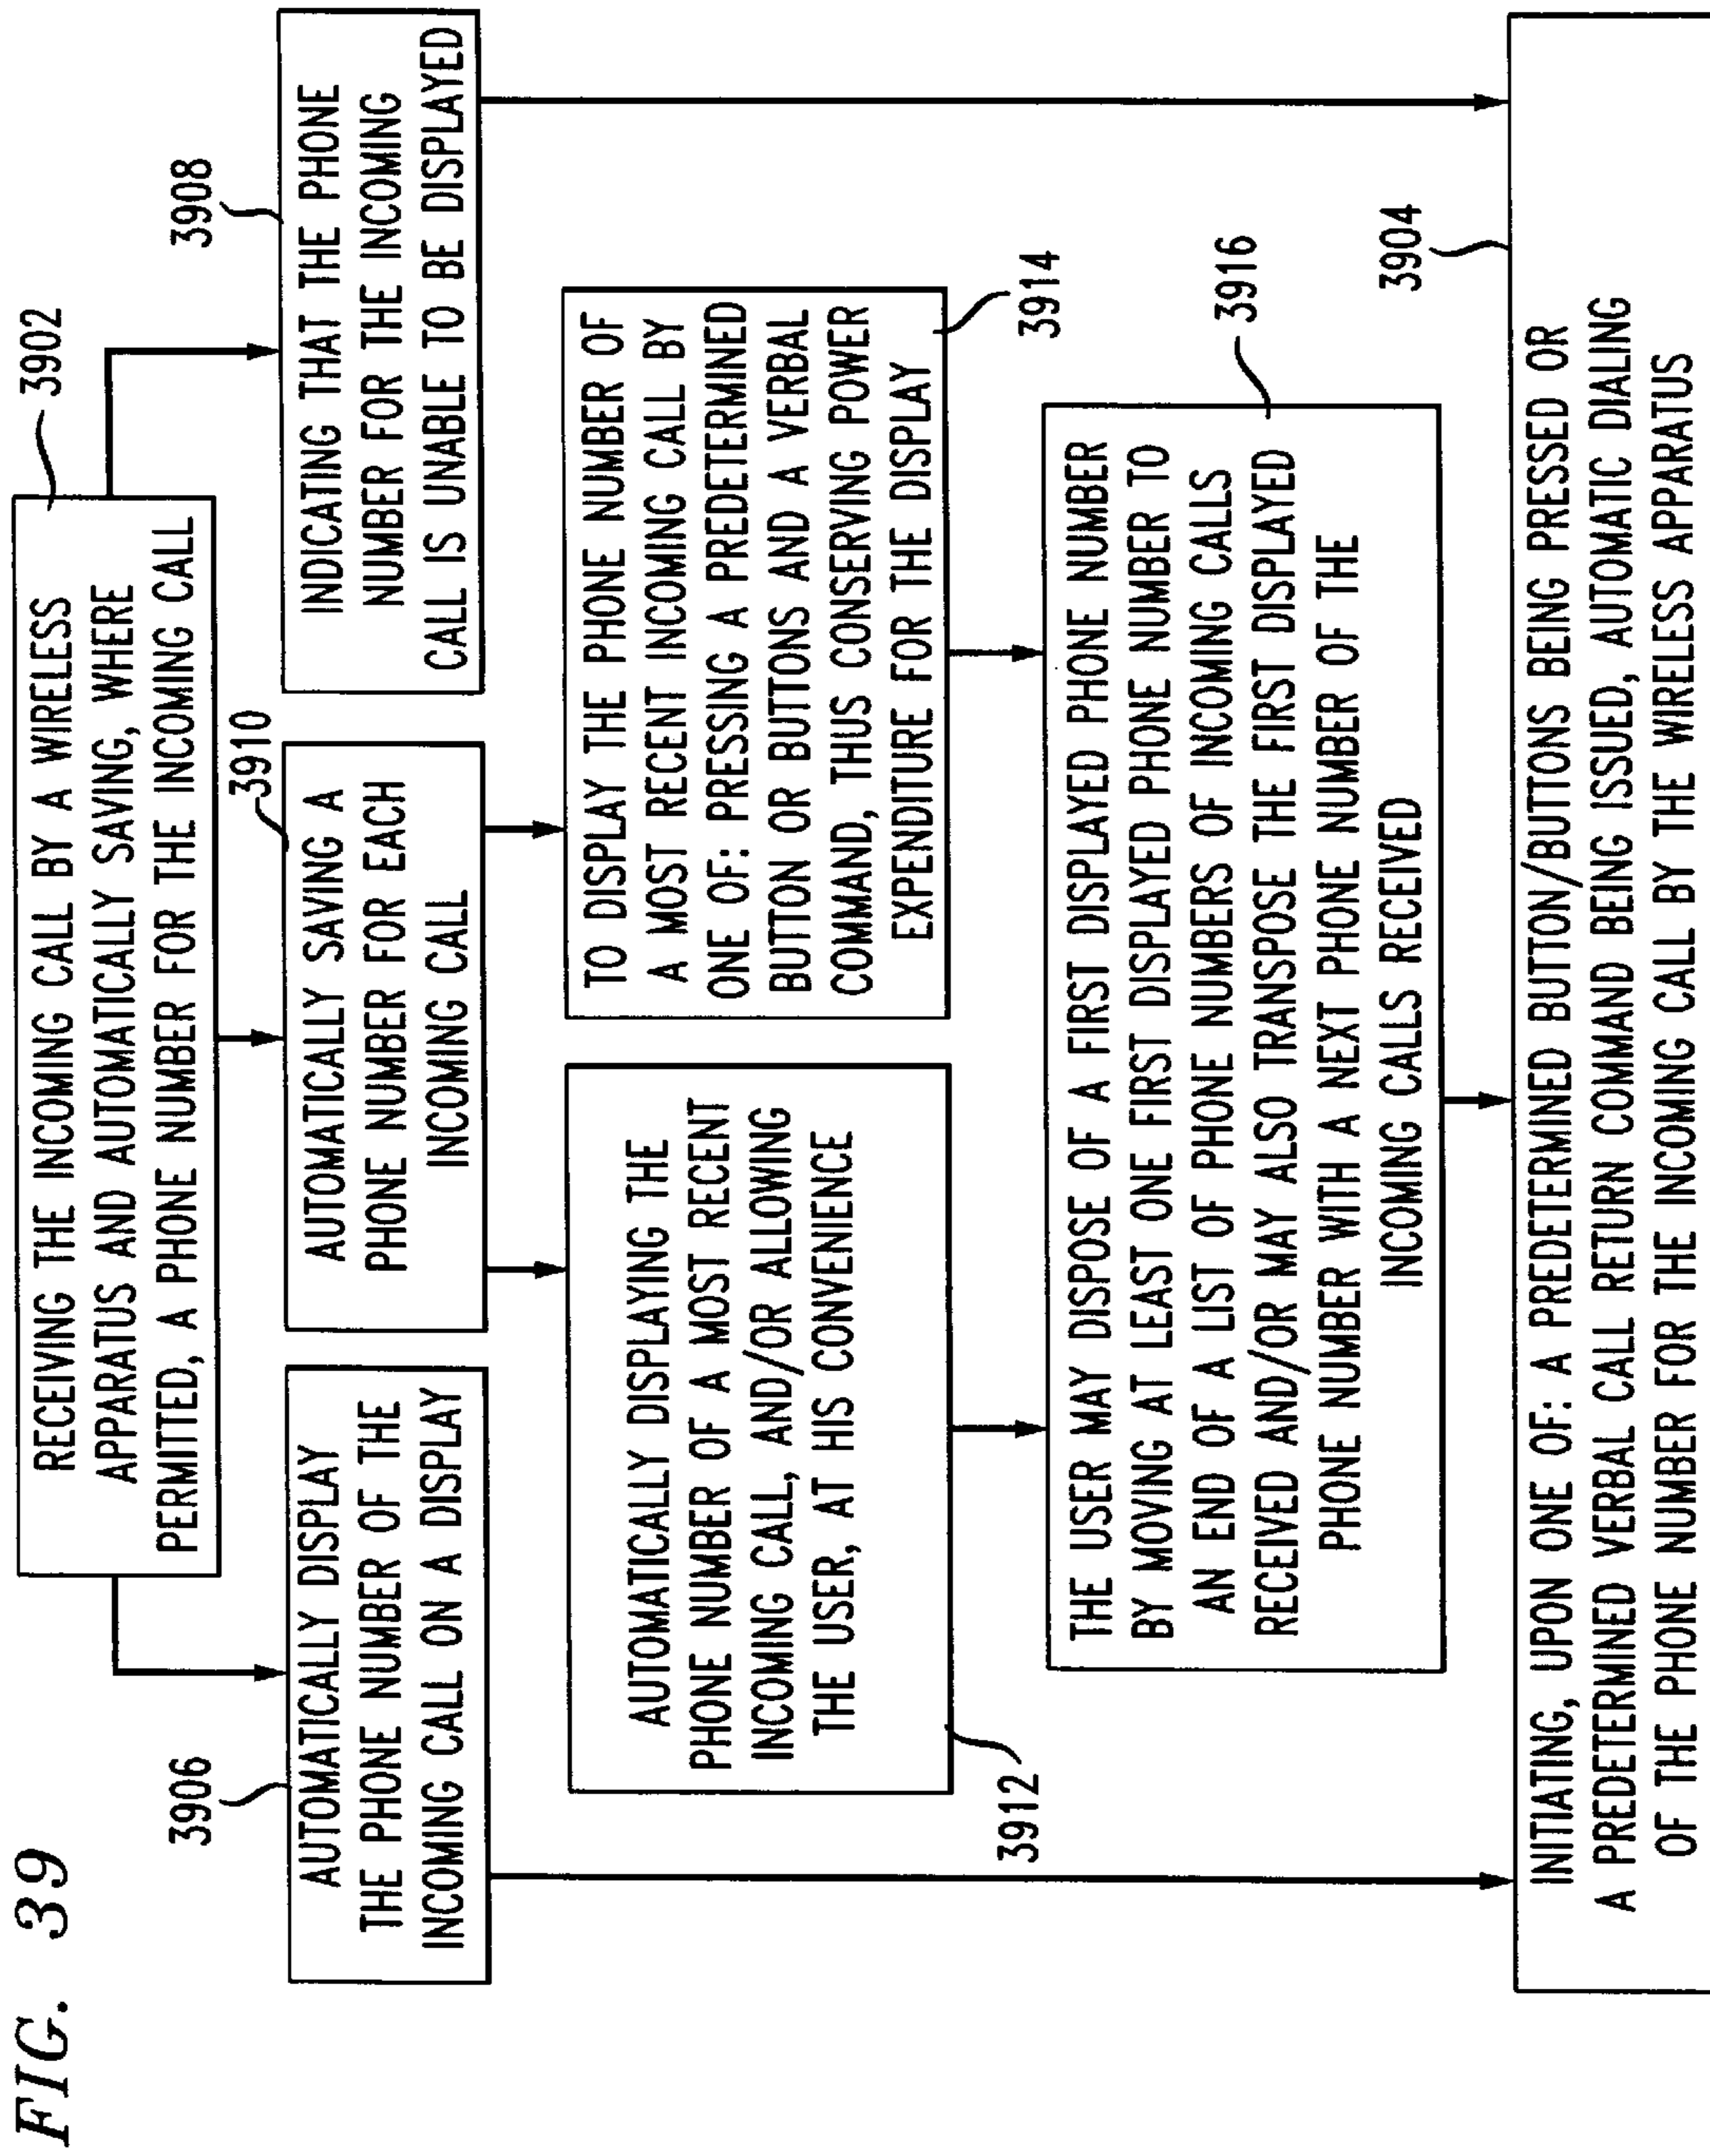 FIG. 39
3902
RECEIVING THE INCOMING CALL BY A WIRELESS
APPARATUS AND AUTOMATICALLY SAVING, WHERE
PERMITTED, A PHONE NUMBER FOR THE INCOMING CALL
3906
AUTOMATICALLY DISPLAY
THE PHONE NUMBER OF THE
INCOMING CALL ON A DISPLAY
3910
AUTOMATICALLY SAVING A
PHONE NUMBER FOR EACH
INCOMING CALL
3908
INDICATING THAT THE PHONE
NUMBER FOR THE INCOMING
CALL IS UNABLE TO BE DISPLAYED
AUTOMATICALLY DISPLAYING THE
PHONE NUMBER OF A MOST RECENT
INCOMING CALL, AND/OR ALLOWING
THE USER, AT HIS CONVENIENCE
3912
TO DISPLAY THE PHONE NUMBER OF
A MOST RECENT INCOMING CALL BY
ONE OF: PRESSING A PREDETERMINED
BUTTON OR BUTTONS AND A VERBAL
COMMAND, THUS CONSERVING POWER
EXPENDITURE FOR THE DISPLAY
3914
THE USER MAY DISPOSE OF A FIRST DISPLAYED PHONE NUMBER
BY MOVING AT LEAST ONE FIRST DISPLAYED PHONE NUMBER TO
AN END OF A LIST OF PHONE NUMBERS OF INCOMING CALLS
RECEIVED AND/OR MAY ALSO TRANSPOSE THE FIRST DISPLAYED
PHONE NUMBER WITH A NEXT PHONE NUMBER OF THE
INCOMING CALLS RECEIVED
3916
3904
INITIATING, UPON ONE OF: A PREDETERMINED BUTTON/BUTTONS BEING PRESSED OR
A PREDETERMINED VERBAL CALL RETURN COMMAND BEING ISSUED, AUTOMATIC DIALING
OF THE PHONE NUMBER FOR THE INCOMING CALL BY THE WIRELESS APPARATUS